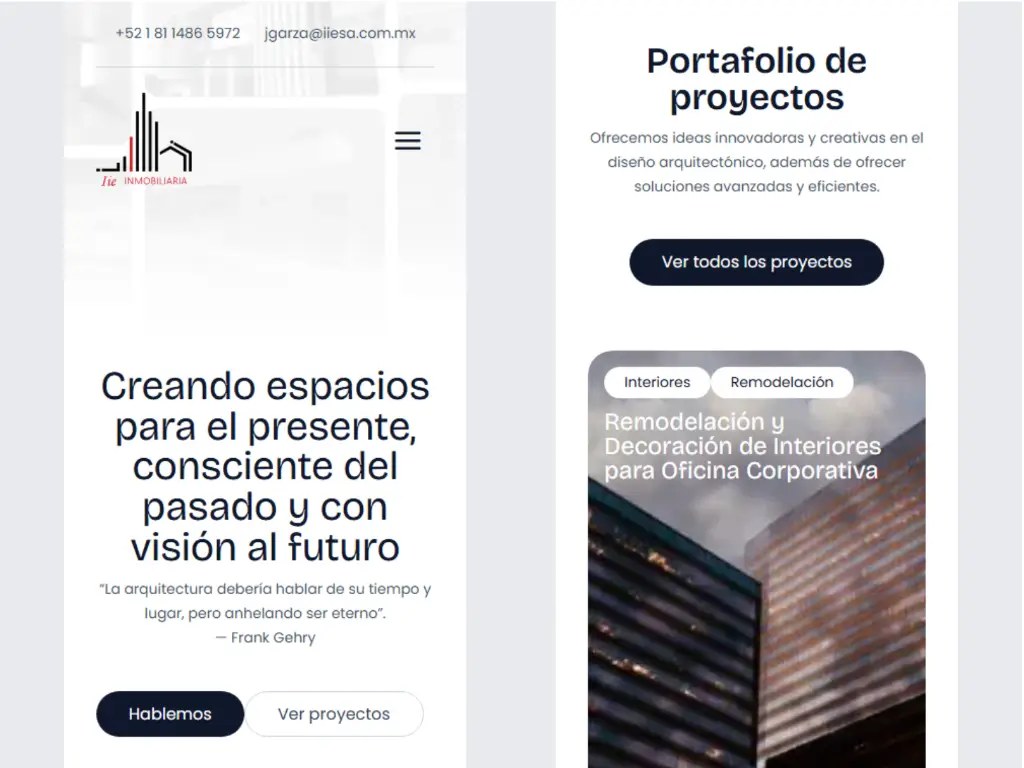 +52 1 81 1486 5972 jgarza@iiesa.com.mx
Iie INMOBILIARIA
Creando espacios
para el presente,
consciente del
pasado y con
visión al futuro
“La arquitectura debería hablar de su tiempo y
lugar, pero anhelando ser eterno”.
— Frank Gehry
Hablemos
Ver proyectos
Portafolio de
proyectos
Ofrecemos ideas innovadoras y creativas en el
diseño arquitectónico, además de ofrecer
soluciones avanzadas y eficientes.
Ver todos los proyectos
Interiores
Remodelación
Remodelación y
Decoración de Interiores
para Oficina Corporativa